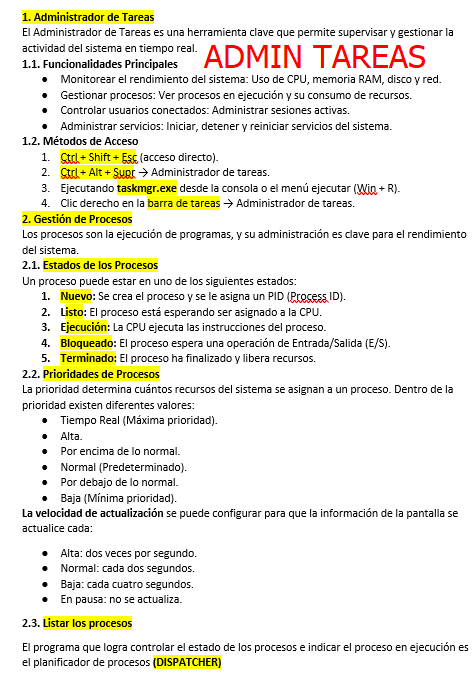 1. Administrador de Tareas
El Administrador de Tareas es una herramienta clave que permite supervisar y gestionar la
actividad del sistema en tiempo real.
ADMIN TAREAS
1.1. Funcionalidades Principales
● Monitorear el rendimiento del sistema: Uso de CPU, memoria RAM, disco y red.
● Gestionar procesos: Ver procesos en ejecución y su consumo de recursos.
● Controlar usuarios conectados: Administrar sesiones activas.
● Administrar servicios: Iniciar, detener y reiniciar servicios del sistema.
1.2. Métodos de Acceso
1. Ctrl + Shift + Esc (acceso directo).
2. Ctrl + Alt + Supr → Administrador de tareas.
3. Ejecutando taskmgr.exe desde la consola o el menú ejecutar (Win + R).
4. Clic derecho en la barra de tareas → Administrador de tareas.
2. Gestión de Procesos
Los procesos son la ejecución de programas, y su administración es clave para el rendimiento
del sistema.
2.1. Estados de los Procesos
Un proceso puede estar en uno de los siguientes estados:
1. Nuevo: Se crea el proceso y se le asigna un PID (Process ID).
2. Listo: El proceso está esperando ser asignado a la CPU.
3. Ejecución: La CPU ejecuta las instrucciones del proceso.
4. Bloqueado: El proceso espera una operación de Entrada/Salida (E/S).
5. Terminado: El proceso ha finalizado y libera recursos.
2.2. Prioridades de Procesos
La prioridad determina cuántos recursos del sistema se asignan a un proceso. Dentro de la
prioridad existen diferentes valores:
● Tiempo Real (Máxima prioridad).
● Alta.
● Por encima de lo normal.
● Normal (Predeterminado).
● Por debajo de lo normal.
● Baja (Mínima prioridad).
La velocidad de actualización se puede configurar para que la información de la pantalla se
actualice cada:
● Alta: dos veces por segundo.
● Normal: cada dos segundos.
● Baja: cada cuatro segundos.
● En pausa: no se actualiza.
2.3. Listar los procesos
El programa que logra controlar el estado de los procesos e indicar el proceso en ejecución es
el planificador de procesos (DISPATCHER)